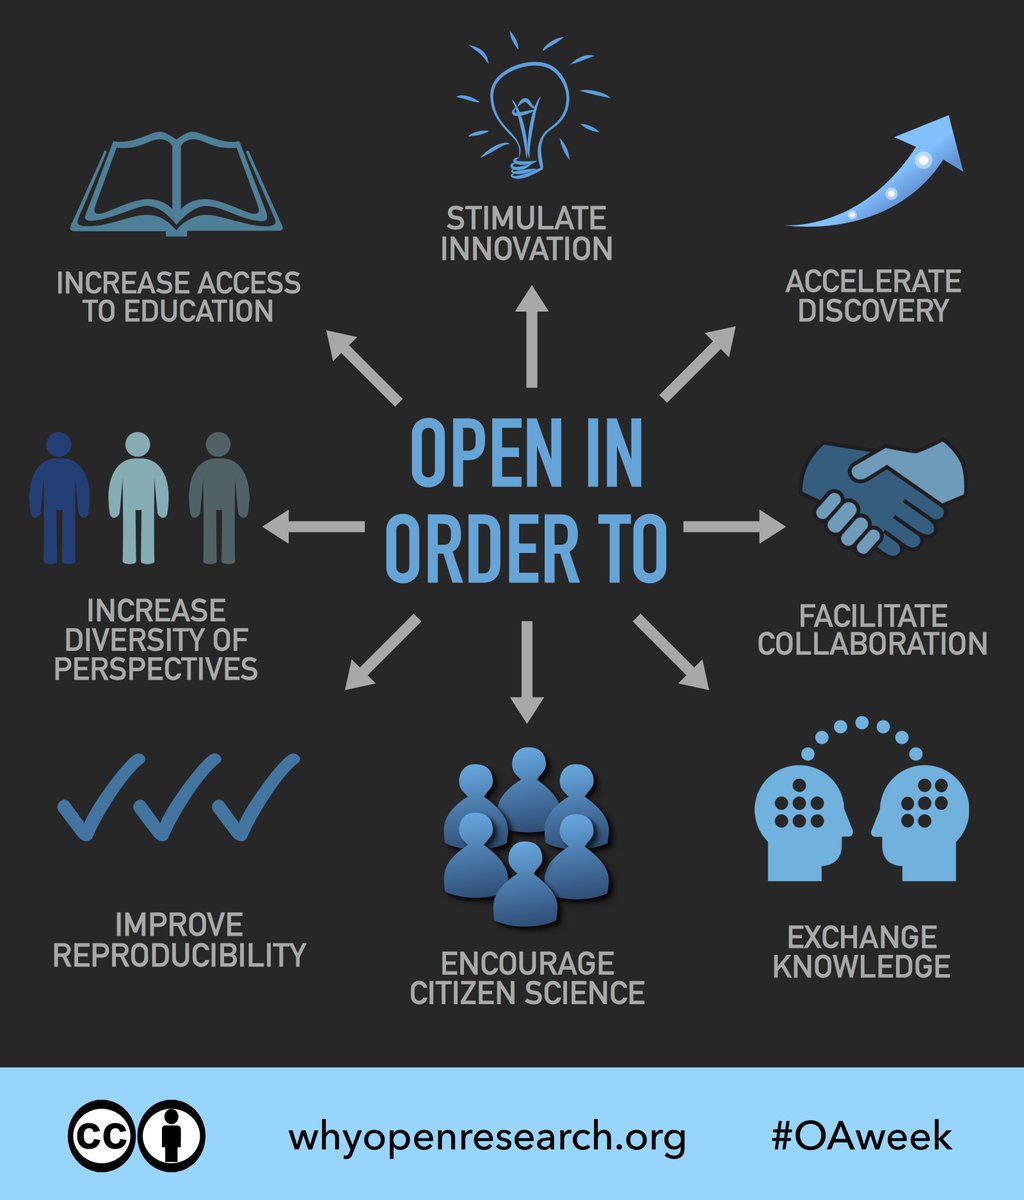 STIMULATE
INNOVATION
INCREASE ACCESS
TO EDUCATION
ACCELERATE
DISCOVERY
OPEN IN
ORDER TO
INCREASE
DIVERSITY OF
PERSPECTIVES
FACILITATE
COLLABORATION
IMPROVE
REPRODUCIBILITY
ENCOURAGE
CITIZEN SCIENCE
EXCHANGE
KNOWLEDGE
cc
whyopenresearch.org
#OAweek